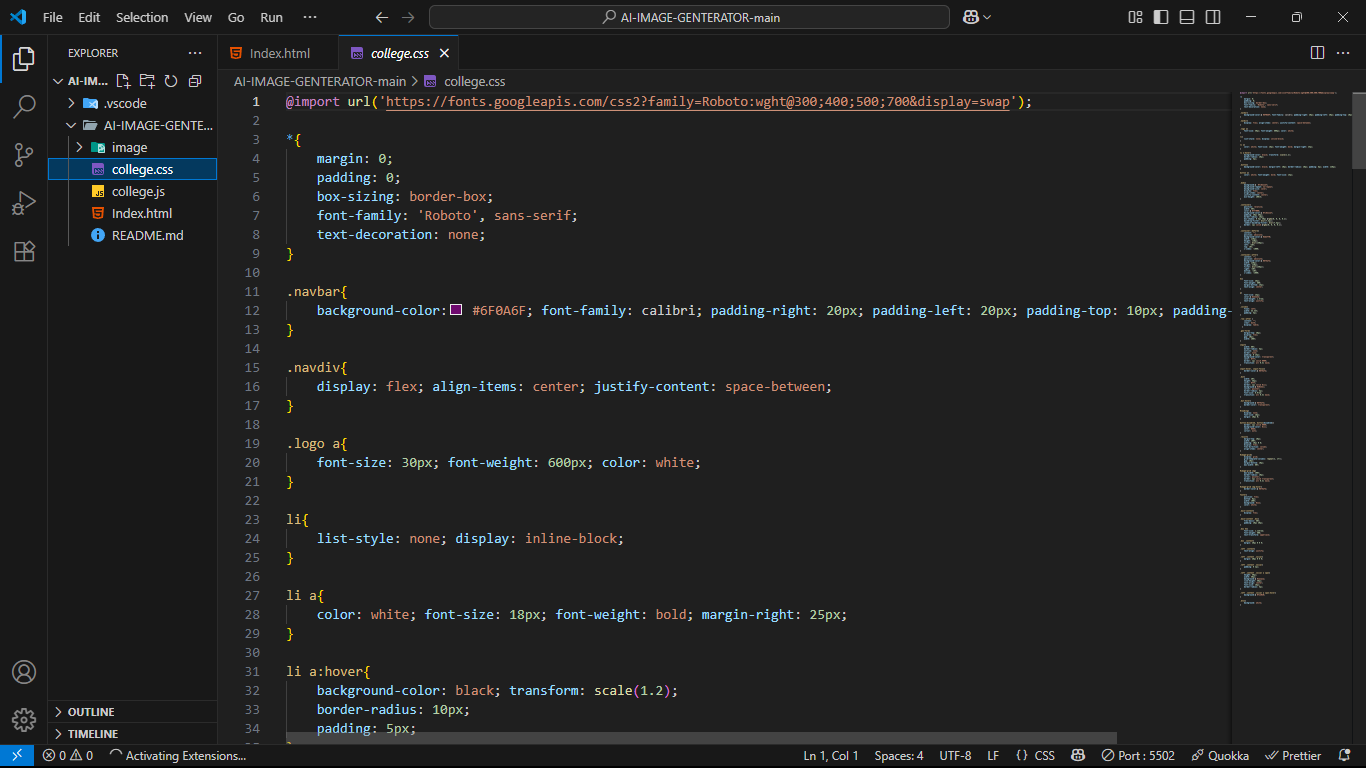 File Edit Selection View Go Run ··· AI-IMAGE-GENTERATOR-main
EXPLORER ···
AI-IM...
.vscode
AI-IMAGE-GENTE...
image
college.css
college.js
Index.html
README.md
OUTLINE
TIMELINE
Index.html college.css
AI-IMAGE-GENTERATOR-main > college.css
1 @import url('https://fonts.googleapis.com/css2?family=Roboto:wght@300;400;500;700&display=swap');
2
3 *{
4 margin: 0;
5 padding: 0;
6 box-sizing: border-box;
7 font-family: 'Roboto', sans-serif;
8 text-decoration: none;
9 }
10
11 .navbar{
12 background-color: #6F0A6F; font-family: calibri; padding-right: 20px; padding-left: 20px; padding-top: 10px; padding-
13 }
14
15 .navdiv{
16 display: flex; align-items: center; justify-content: space-between;
17 }
18
19 .logo a{
20 font-size: 30px; font-weight: 600px; color: white;
21 }
22
23 li{
24 list-style: none; display: inline-block;
25 }
26
27 li a{
28 color: white; font-size: 18px; font-weight: bold; margin-right: 25px;
29 }
30
31 li a:hover{
32 background-color: black; transform: scale(1.2);
33 border-radius: 10px;
34 padding: 5px;
0 0 Activating Extensions... Ln 1, Col 1 Spaces: 4 UTF-8 LF {} CSS Port : 5502 Quokka Prettier